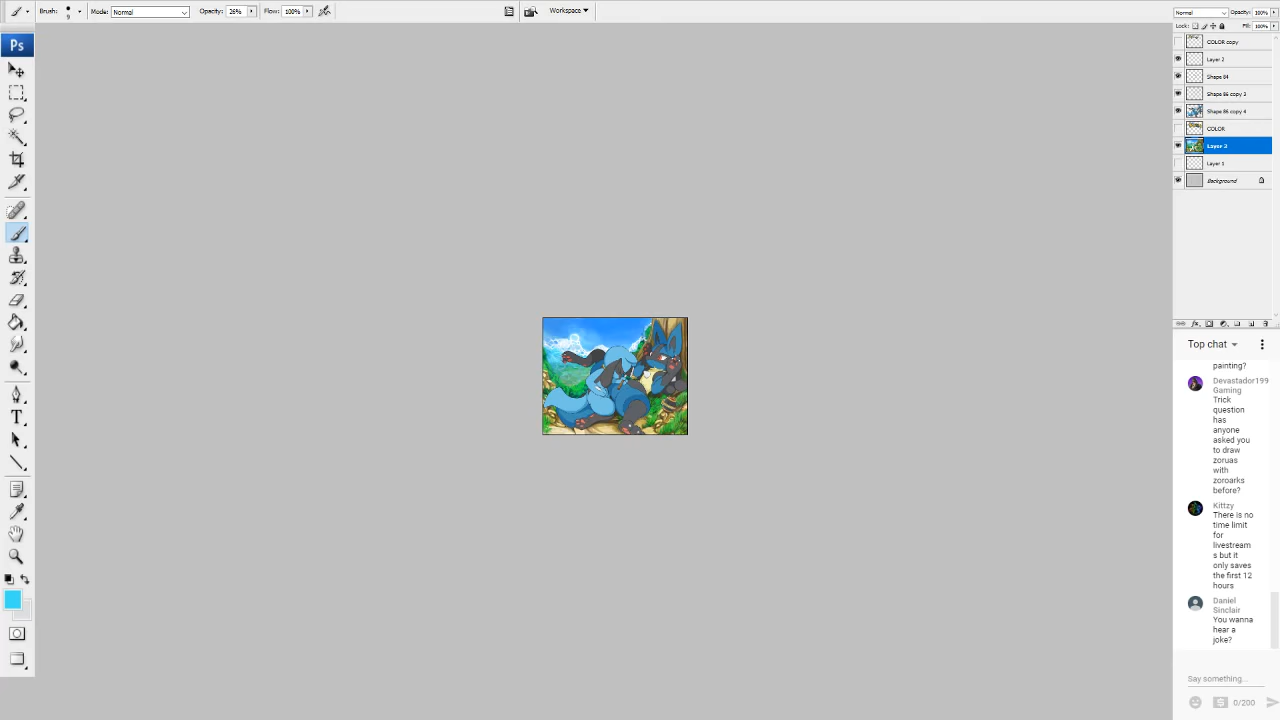 Brush: 9 Mode: Normal Opacity: 26% Flow: 100% Workspace
Normal Opacity: 100%
Lock: Fill: 100%
Ps
COLOR copy
Layer 2
Shape 84
Shape 86 copy 3
Shape 86 copy 4
COLOR
Layer 3
Layer 1
Background
T
Top chat
painting?
Devastador199
Gaming
Trick
question
has
anyone
asked you
to draw
zoruas
with
zoroarks
before?
Kittzy
There is no
time limit
for
livestream
s but it
only saves
the first 12
hours
Daniel
Sinclair
You wanna
hear a
joke?
Say something...
0/200